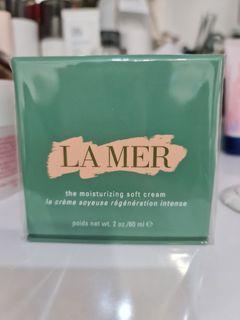 LA MER
the moisturizing soft cream
la crème soyeuse régénération intense
poids net wt. 2 oz./60 ml ℮